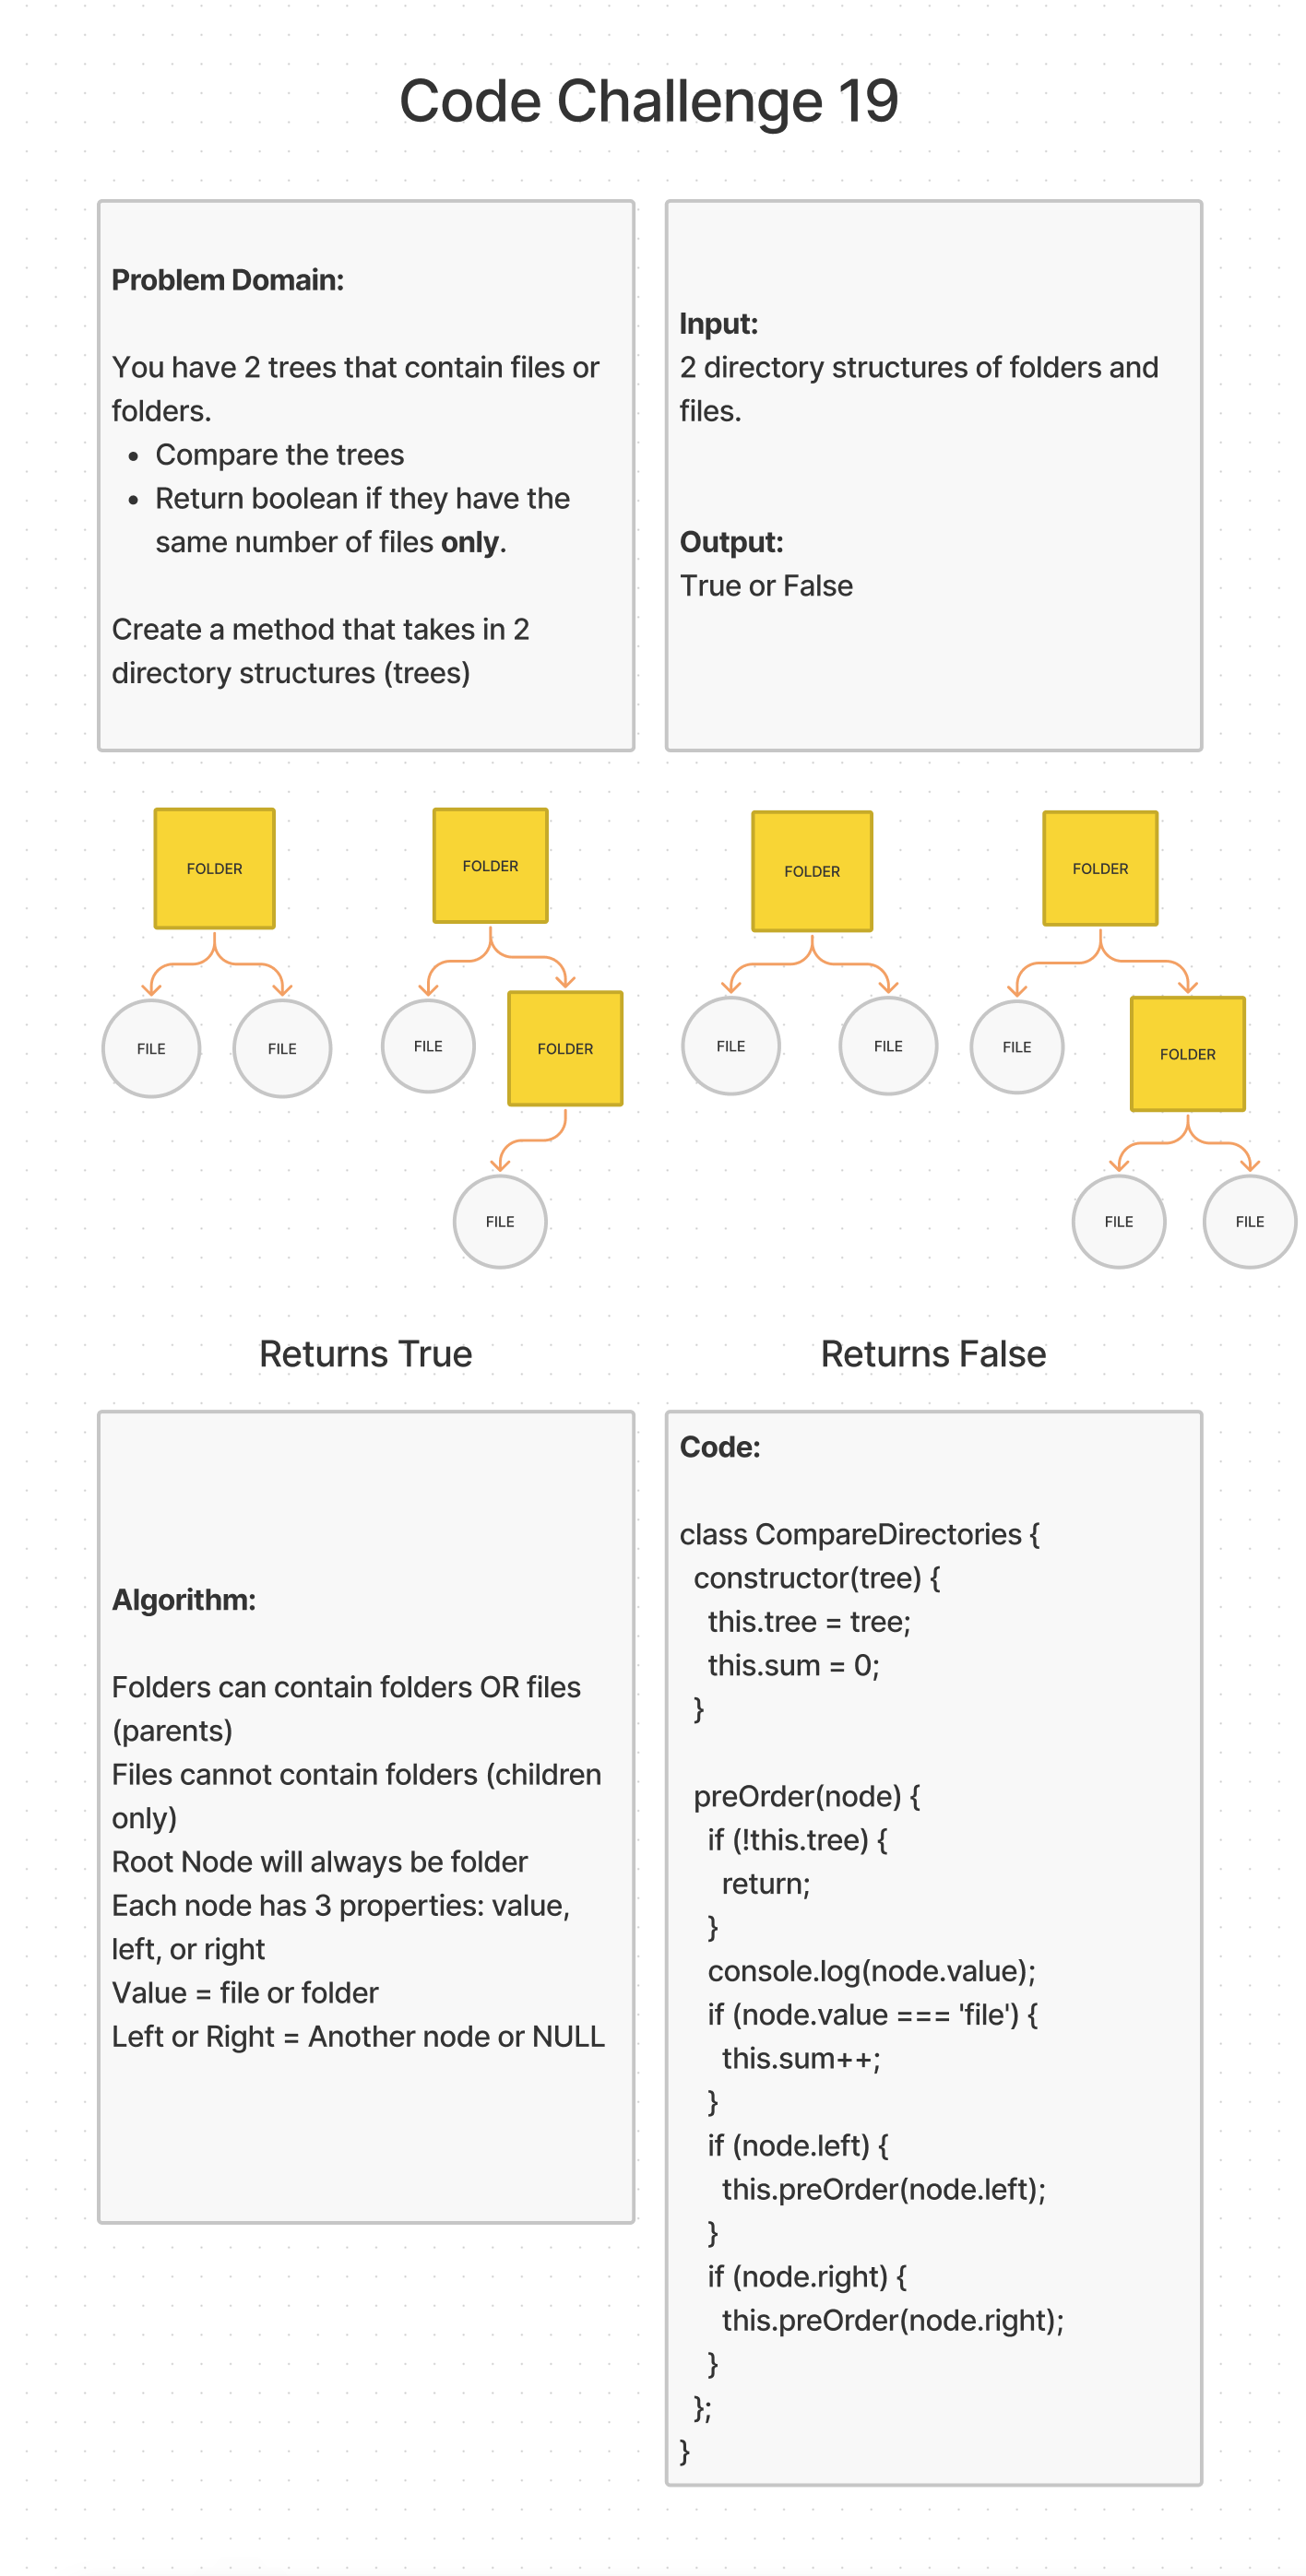 Code Challenge 19
Problem Domain:
You have 2 trees that contain files or
folders.
• Compare the trees
• Return boolean if they have the
same number of files only.
Create a method that takes in 2
directory structures (trees)
Input:
2 directory structures of folders and
files.
Output:
True or False
FOLDER
FILE
FILE
FOLDER
FILE
FOLDER
FILE
Returns True
FOLDER
FILE
FILE
FOLDER
FILE
FOLDER
FILE
FILE
Returns False
Algorithm:
Folders can contain folders OR files
(parents)
Files cannot contain folders (children
only)
Root Node will always be folder
Each node has 3 properties: value,
left, or right
Value = file or folder
Left or Right = Another node or NULL
Code:
class CompareDirectories {
  constructor(tree) {
    this.tree = tree;
    this.sum = 0;
  }
  preOrder(node) {
    if (!this.tree) {
      return;
    }
    console.log(node.value);
    if (node.value === 'file') {
      this.sum++;
    }
    if (node.left) {
      this.preOrder(node.left);
    }
    if (node.right) {
      this.preOrder(node.right);
    }
  };
}